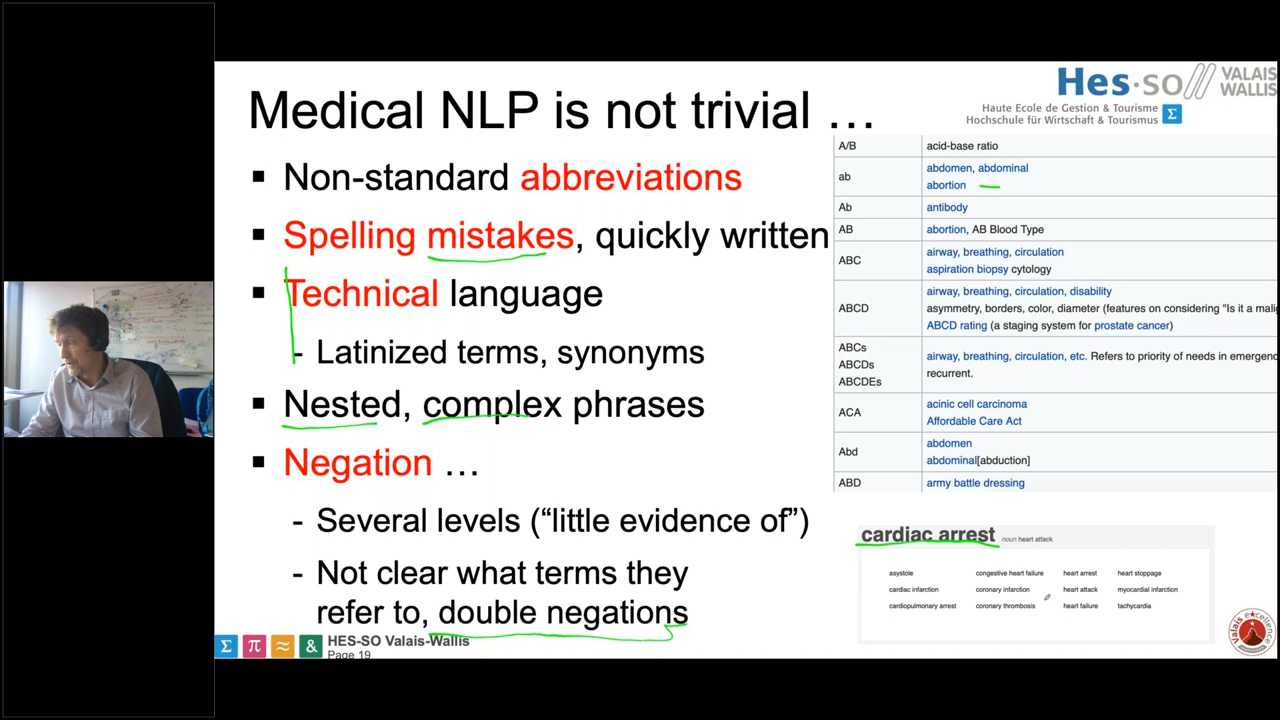 Medical NLP is not trivial …
Hes·so VALAIS
WALLIS
Haute Ecole de Gestion & Tourisme
Hochschule für Wirtschaft & Tourismus Σ
▪ Non-standard abbreviations
▪ Spelling mistakes, quickly written
▪ Technical language
- Latinized terms, synonyms
▪ Nested, complex phrases
▪ Negation …
- Several levels (“little evidence of”)
- Not clear what terms they
refer to, double negations
A/B acid-base ratio
ab abdomen, abdominal
abortion
Ab antibody
AB abortion, AB Blood Type
ABC airway, breathing, circulation
aspiration biopsy cytology
ABCD airway, breathing, circulation, disability
asymmetry, borders, color, diameter (features on considering "Is it a mali
ABCD rating (a staging system for prostate cancer)
ABCs
ABCDs airway, breathing, circulation, etc. Refers to priority of needs in emergenc
ABCDEs recurrent.
ACA acinic cell carcinoma
Affordable Care Act
Abd abdomen
abdominal[abduction]
ABD army battle dressing
cardiac arrest noun heart attack
asystole congestive heart failure heart arrest heart stoppage
cardiac infarction coronary infarction heart attack myocardial infarction
cardiopulmonary arrest coronary thrombosis heart failure tachycardia
Σ π ≈ & HES-SO Valais-Wallis
Page 19